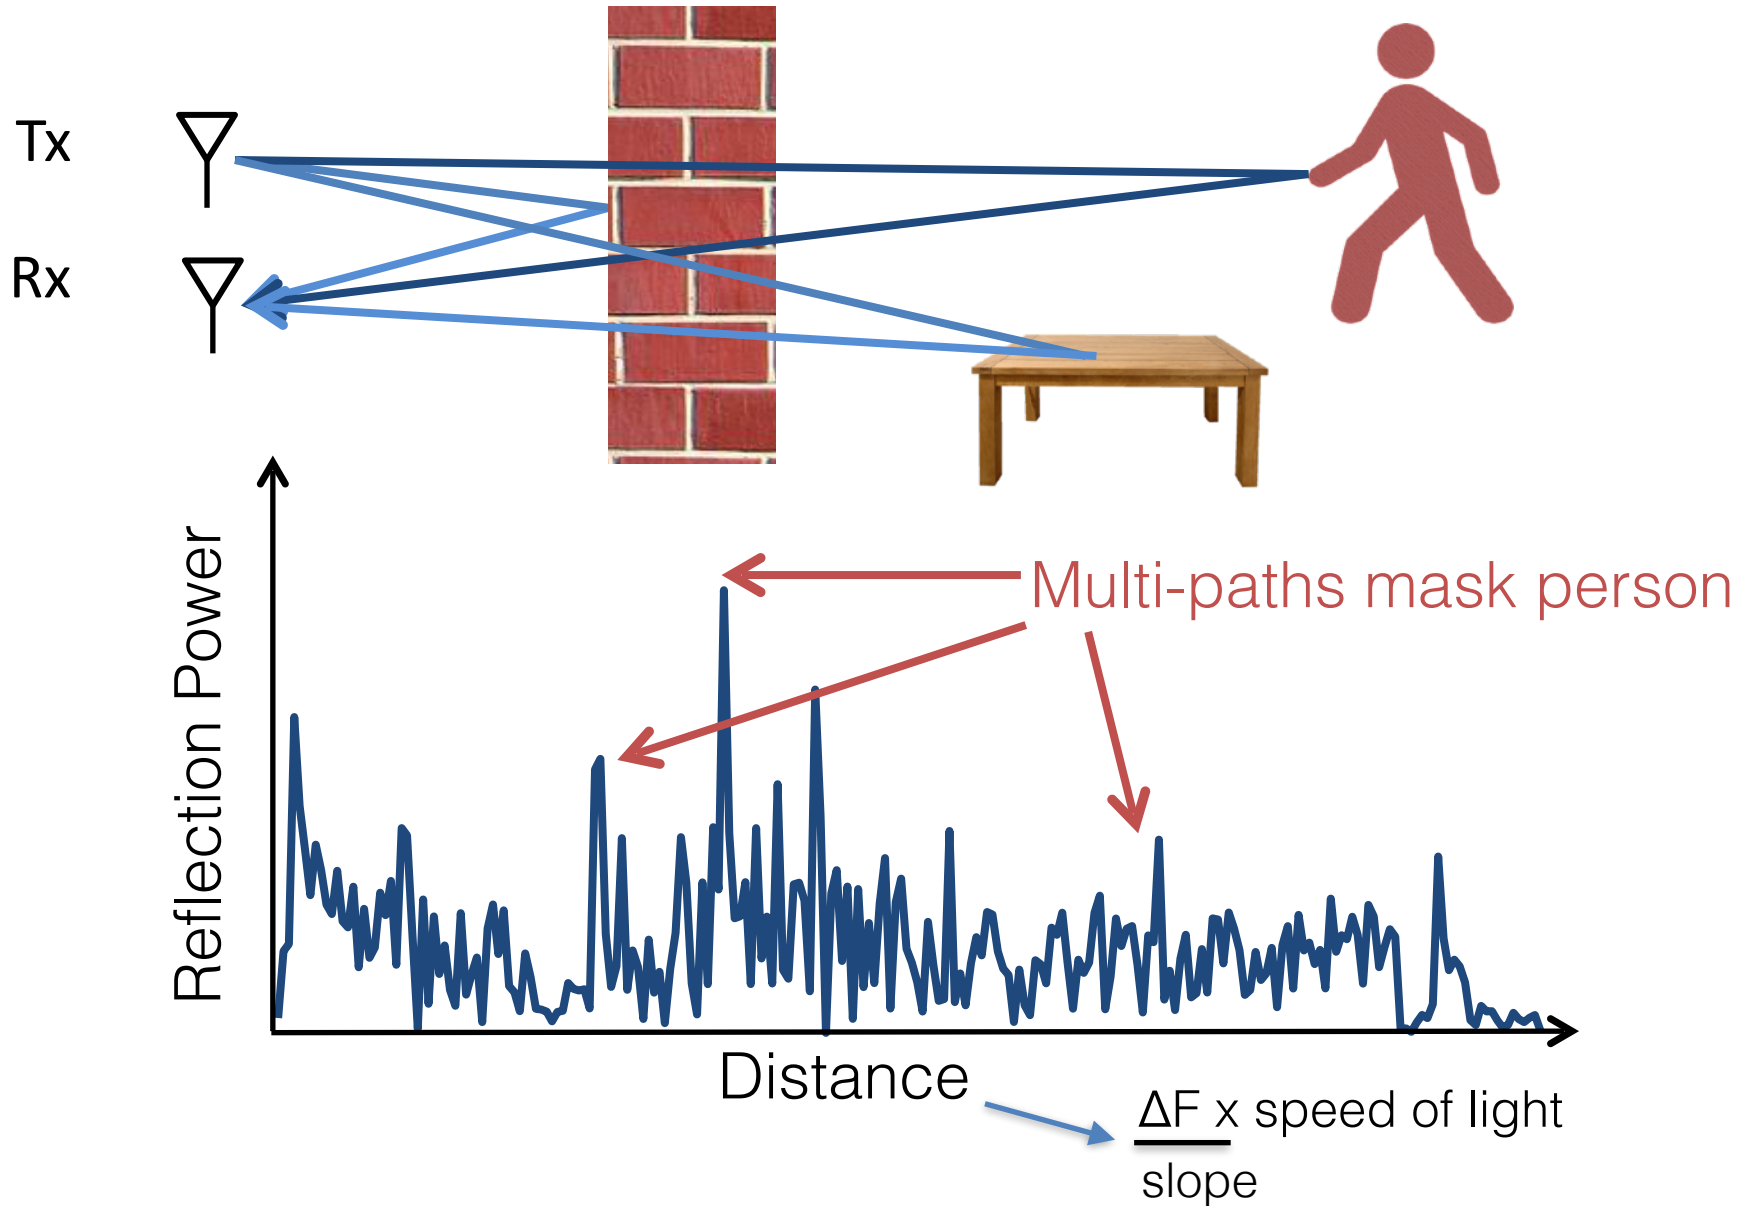 Tx
Rx
Multi-paths mask person
Reflection Power
Distance
ΔF x speed of light
slope